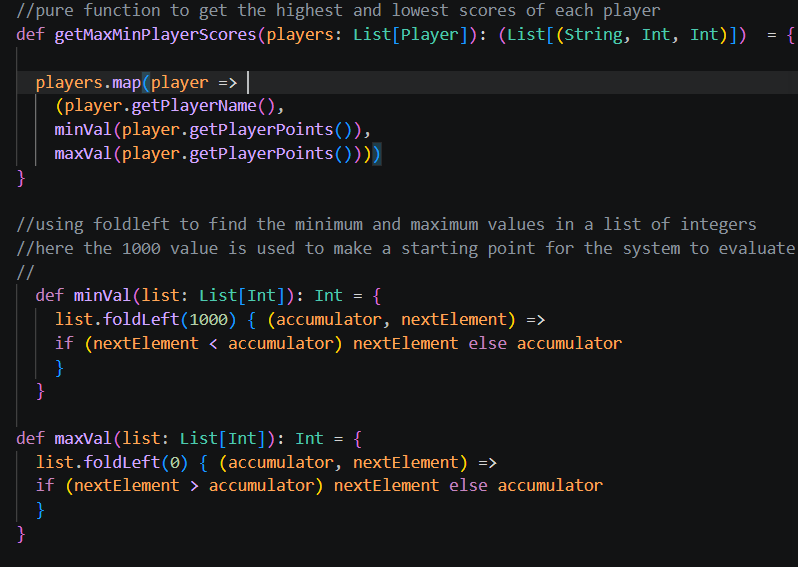 //pure function to get the highest and lowest scores of each player
def getMaxMinPlayerScores(players: List[Player]): (List[(String, Int, Int)])  = {
players.map(player =>
(player.getPlayerName(),
minVal(player.getPlayerPoints()),
maxVal(player.getPlayerPoints())))
}
//using foldleft to find the minimum and maximum values in a list of integers
//here the 1000 value is used to make a starting point for the system to evaluate
//
def minVal(list: List[Int]): Int = {
list.foldLeft(1000) { (accumulator, nextElement) =>
if (nextElement < accumulator) nextElement else accumulator
}
}
def maxVal(list: List[Int]): Int = {
list.foldLeft(0) { (accumulator, nextElement) =>
if (nextElement > accumulator) nextElement else accumulator
}
}